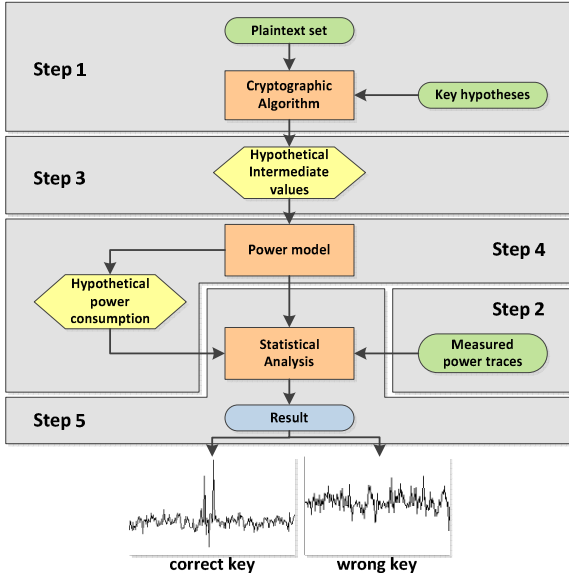 Plaintext set
Step 1
Cryptographic
Algorithm
Key hypotheses
Step 3
Hypothetical
Intermediate
values
Power model
Step 4
Hypothetical
power
consumption
Step 2
Statistical
Analysis
Measured
power traces
Step 5
Result
correct key
wrong key